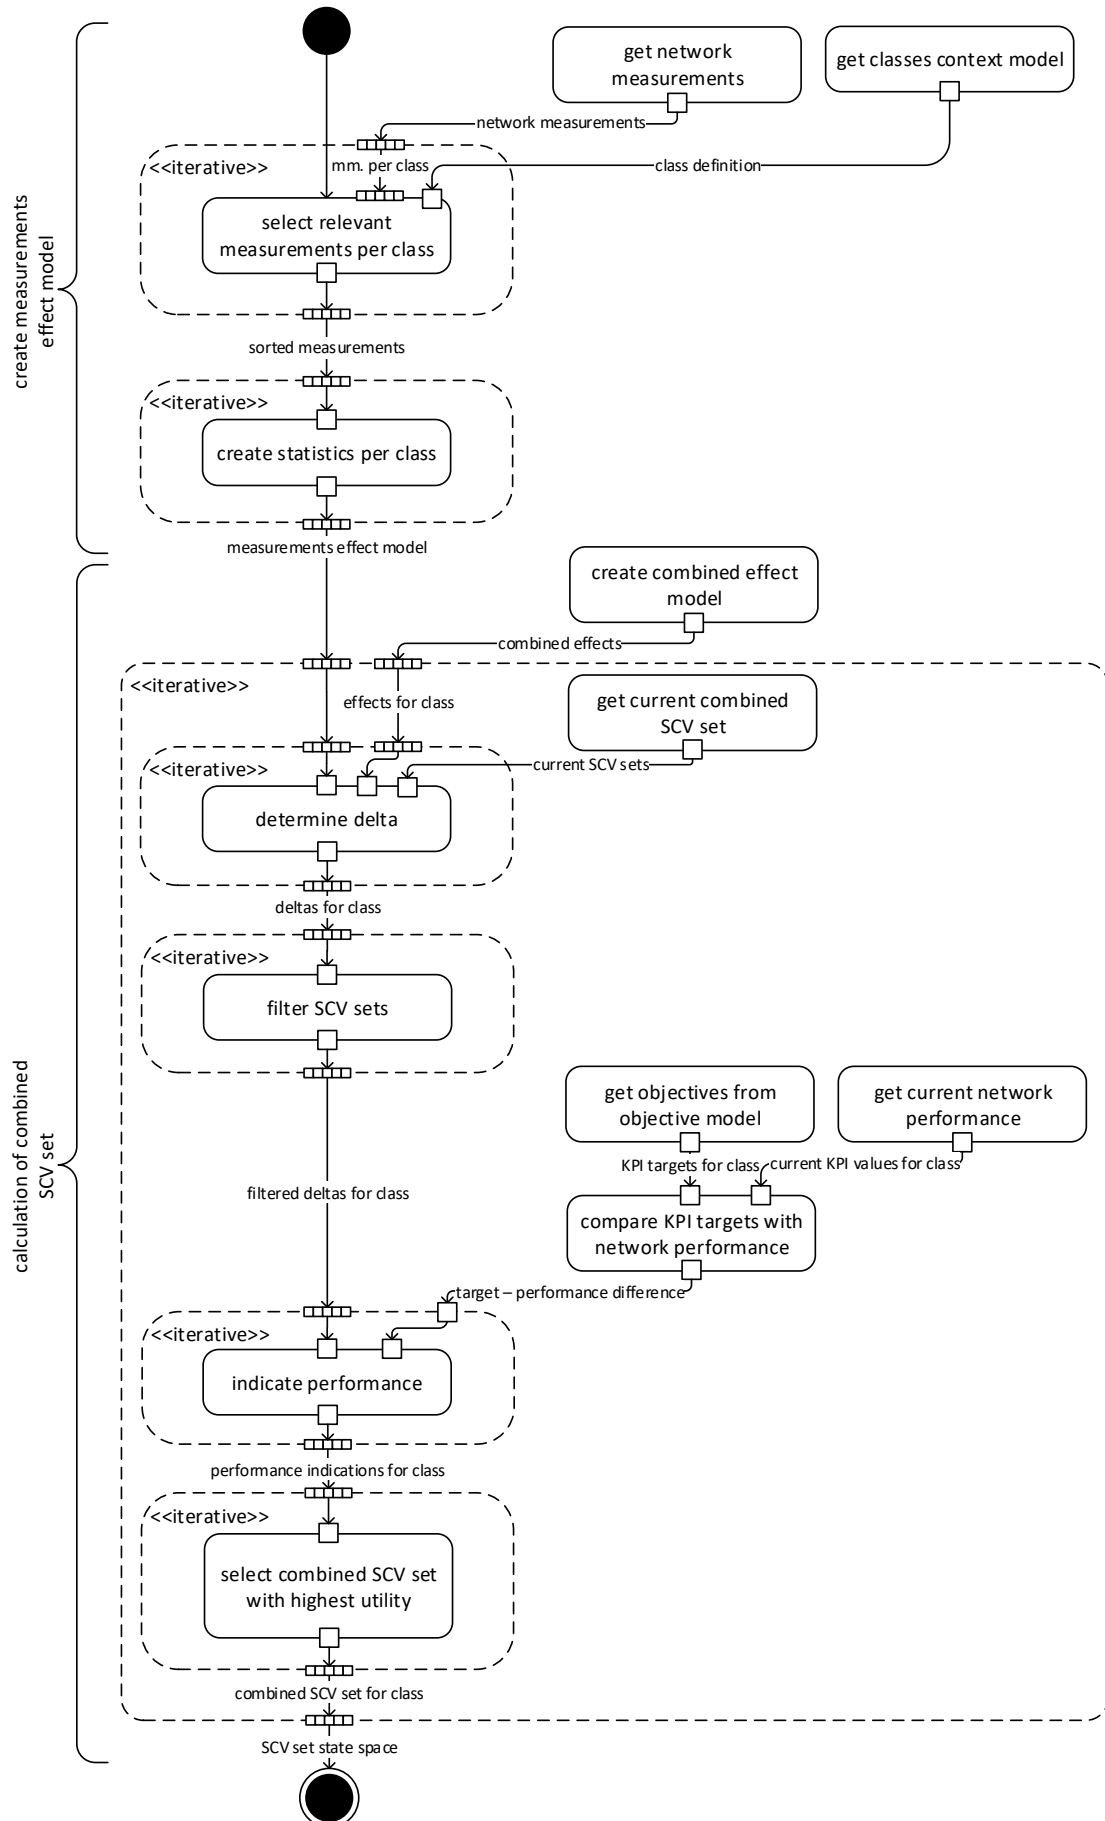 get network
measurements
get classes context model
network measurements
<<iterative>>
mm. per class
class definition
select relevant
measurements per class
create measurements
effect model
sorted measurements
<<iterative>>
create statistics per class
measurements effect model
create combined effect
model
combined effects
<<iterative>>
effects for class
get current combined
SCV set
<<iterative>>
current SCV sets
determine delta
deltas for class
<<iterative>>
filter SCV sets
get objectives from
objective model
get current network
performance
KPI targets for class
current KPI values for class
calculation of combined
SCV set
filtered deltas for class
compare KPI targets with
network performance
target – performance difference
<<iterative>>
indicate performance
performance indications for class
<<iterative>>
select combined SCV set
with highest utility
combined SCV set for class
SCV set state space